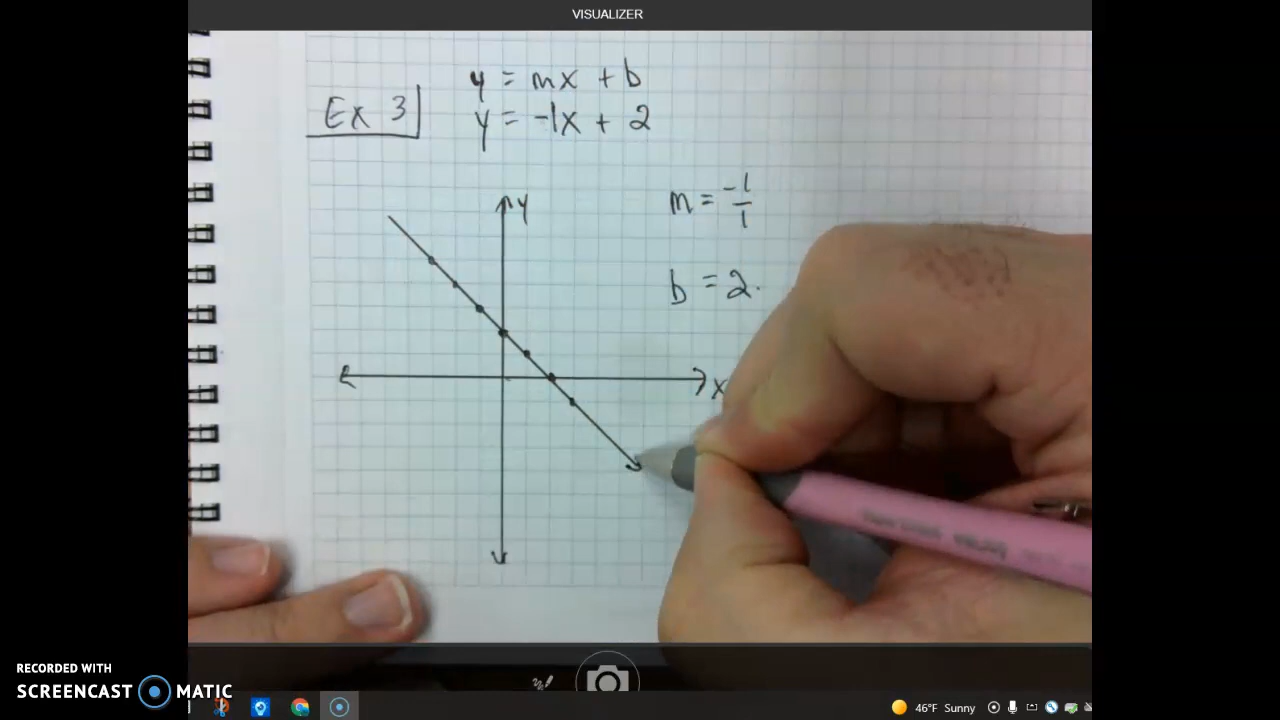 VISUALIZER
y = mx + b
Ex 3
y = -1x + 2
y
m = -1/1
b = 2.
x
RECORDED WITH
SCREENCAST MATIC
46°F Sunny